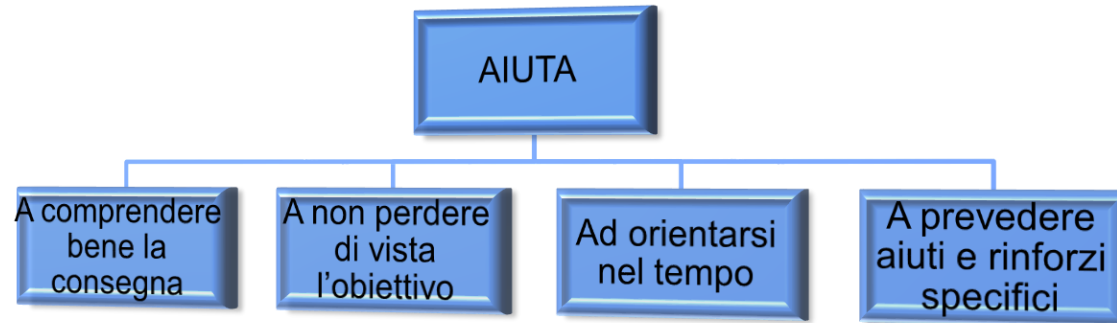 AIUTA
A comprendere
bene la
consegna
A non perdere
di vista
l’obiettivo
Ad orientarsi
nel tempo
A prevedere
aiuti e rinforzi
specifici